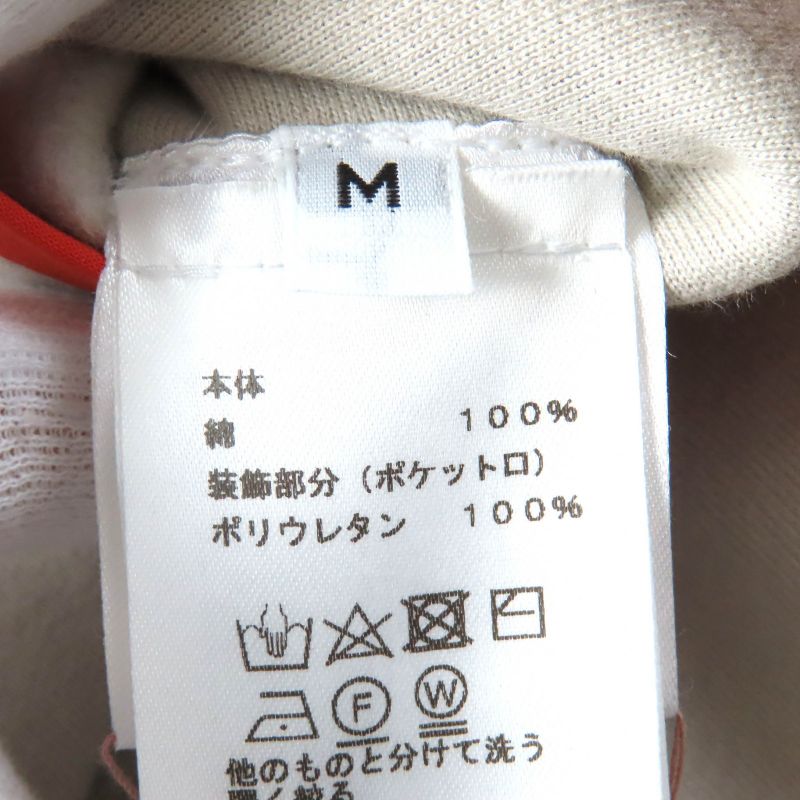 M
本体
綿 100%
装飾部分(ポケット口)
ポリウレタン 100%
F W
他のものと分けて洗う